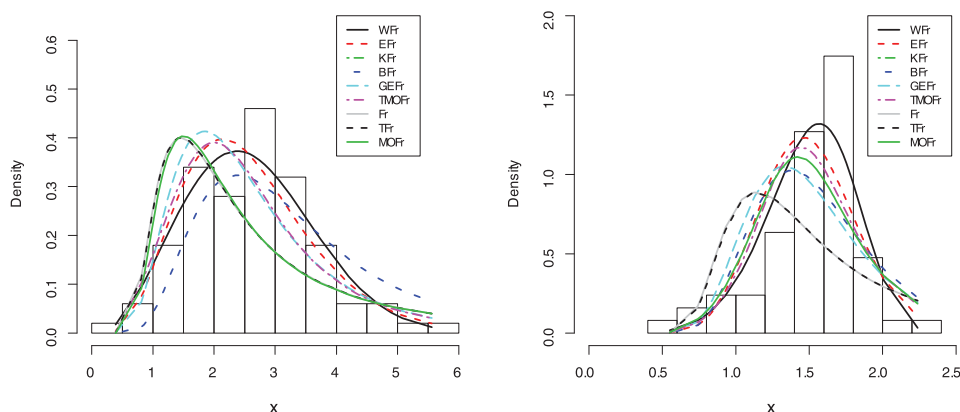 0.6
0.5
0.4
0.3
0.2
0.1
0.0
Density
0 1 2 3 4 5 6
x
WFr
EFr
KFr
BFr
GEFr
TMOFr
Fr
TFr
MOFr
2.0
1.5
1.0
0.5
0.0
Density
0.0 0.5 1.0 1.5 2.0 2.5
x
WFr
EFr
KFr
BFr
GEFr
TMOFr
Fr
TFr
MOFr